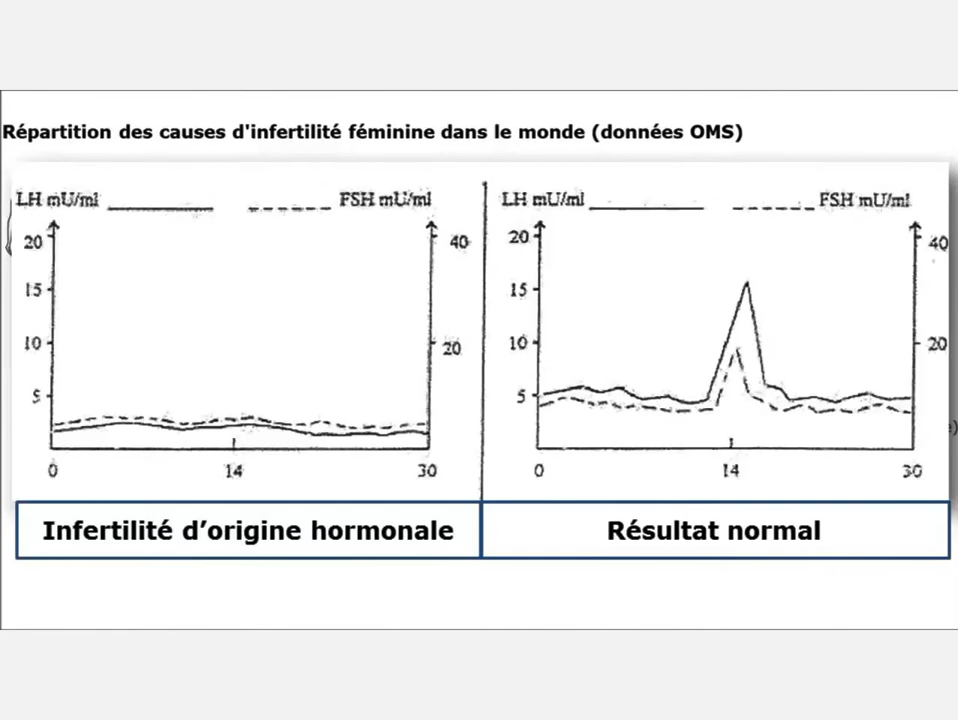 Répartition des causes d'infertilité féminine dans le monde (données OMS)
LH mU/ml FSH mU/ml
20 40
15
10 20
5
0 14 30
LH mU/ml FSH mU/ml
20 40
15
10 20
5
0 14 30
Infertilité d’origine hormonale
Résultat normal